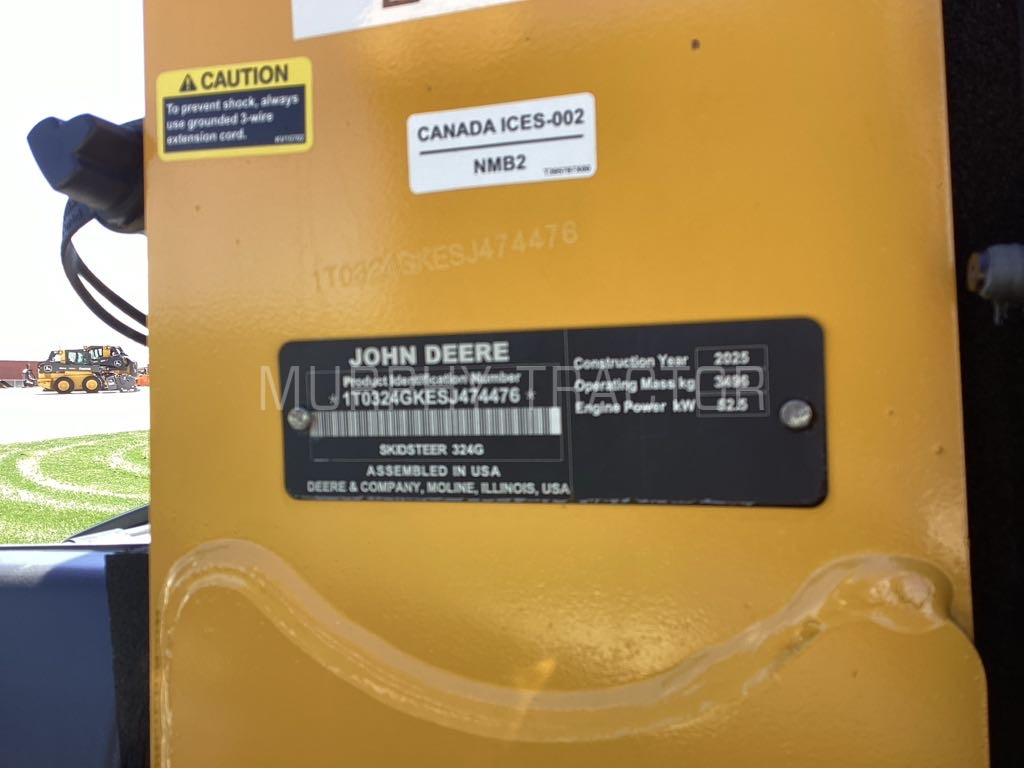 CAUTION
To prevent shock, always
use grounded 3-wire
extension cord.
CANADA ICES-002
NMB2
1T0324GKESJ474476
JOHN DEERE
Product Identification Number
*1T0324GKESJ474476*
SKIDSTEER 324G
ASSEMBLED IN USA
DEERE & COMPANY, MOLINE, ILLINOIS, USA
Construction Year 2025
Operating Mass kg
Engine Power kW 52.5
MURPHY TRACTOR